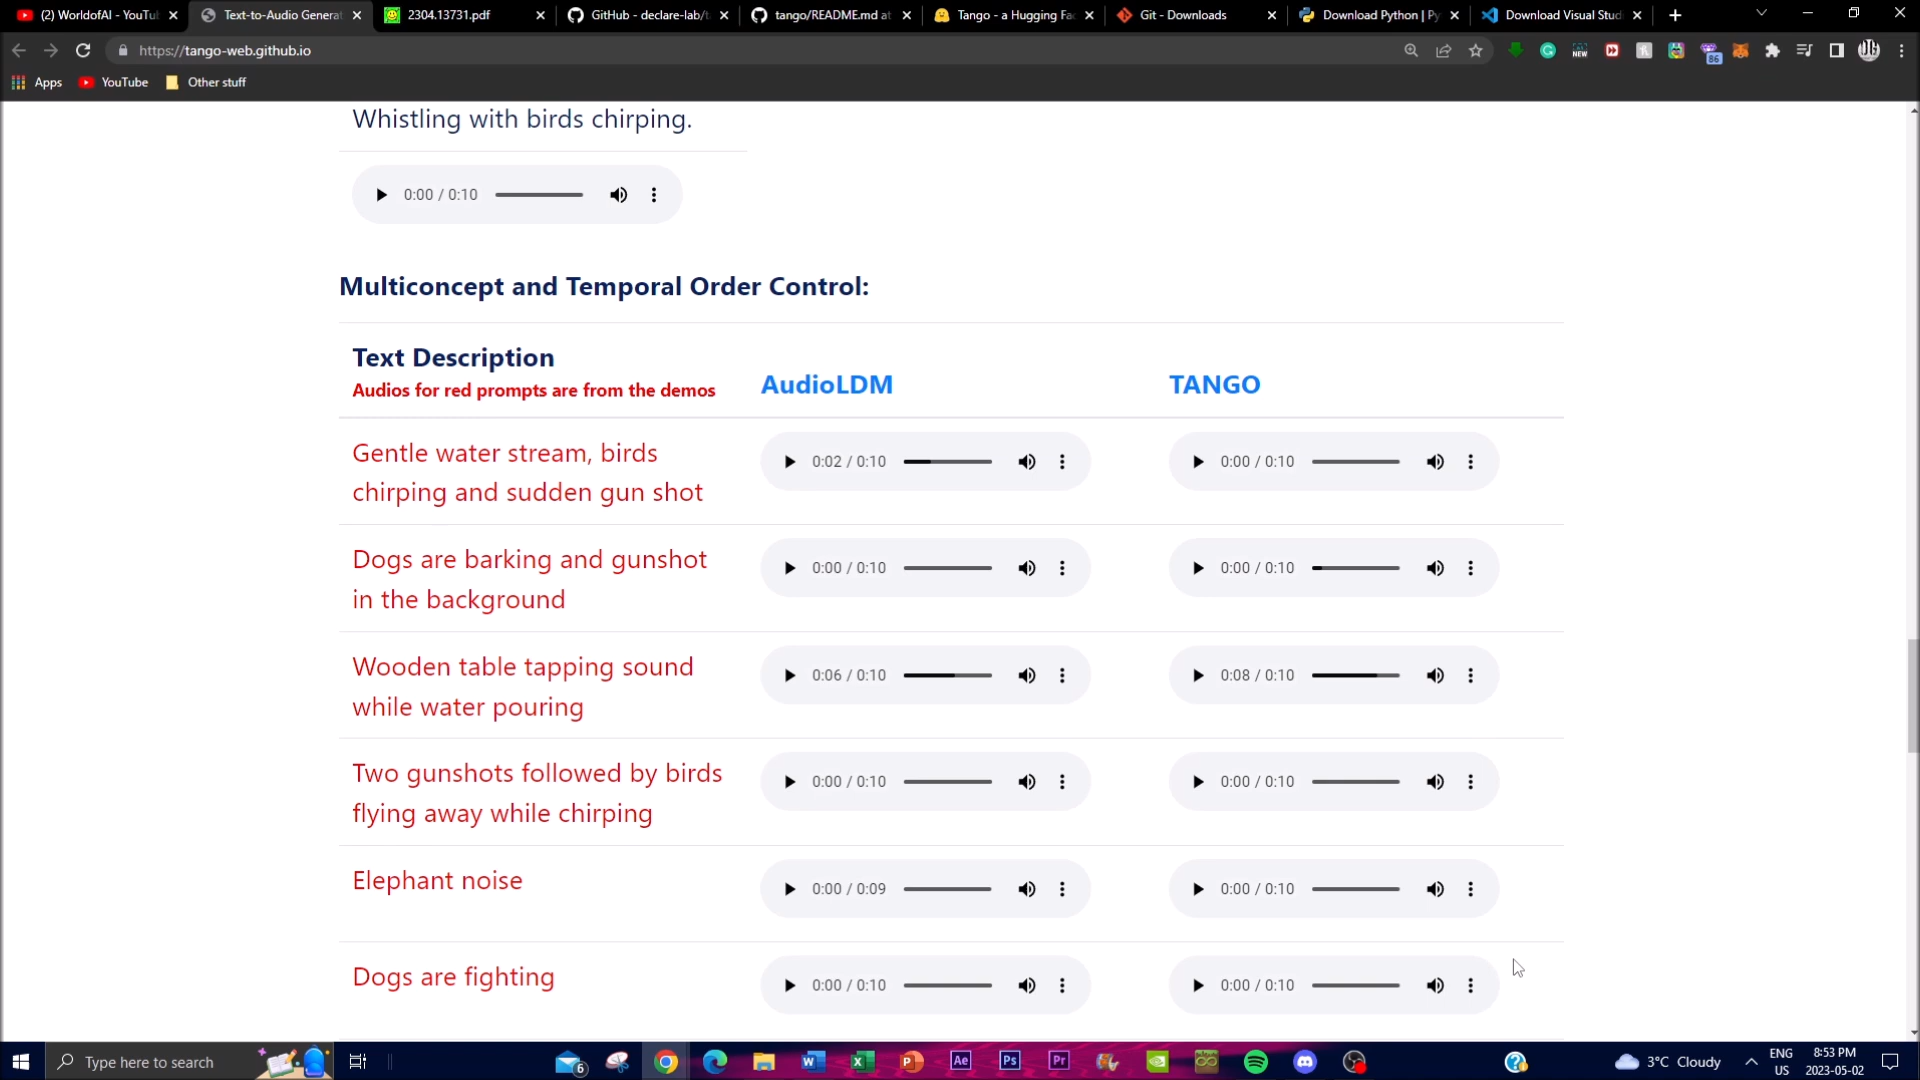 (2) WorldofAI - YouTu
Text-to-Audio Genera
2304.13731.pdf
GitHub - declare-lab/t
tango/README.md at
Tango - a Hugging Fac
Git - Downloads
Download Python | Py
Download Visual Stud
https://tango-web.github.io
NEW
86
Apps
YouTube
Other stuff
Whistling with birds chirping.
0:00 / 0:10
Multiconcept and Temporal Order Control:
Text Description
Audios for red prompts are from the demos
AudioLDM
TANGO
Gentle water stream, birds
chirping and sudden gun shot
0:02 / 0:10
0:00 / 0:10
Dogs are barking and gunshot
in the background
0:00 / 0:10
0:00 / 0:10
Wooden table tapping sound
while water pouring
0:06 / 0:10
0:08 / 0:10
Two gunshots followed by birds
flying away while chirping
0:00 / 0:10
0:00 / 0:10
Elephant noise
0:00 / 0:09
0:00 / 0:10
Dogs are fighting
0:00 / 0:10
0:00 / 0:10
Type here to search
6
Ae
Ps
Pr
3°C Cloudy
ENG
US
8:53 PM
2023-05-02